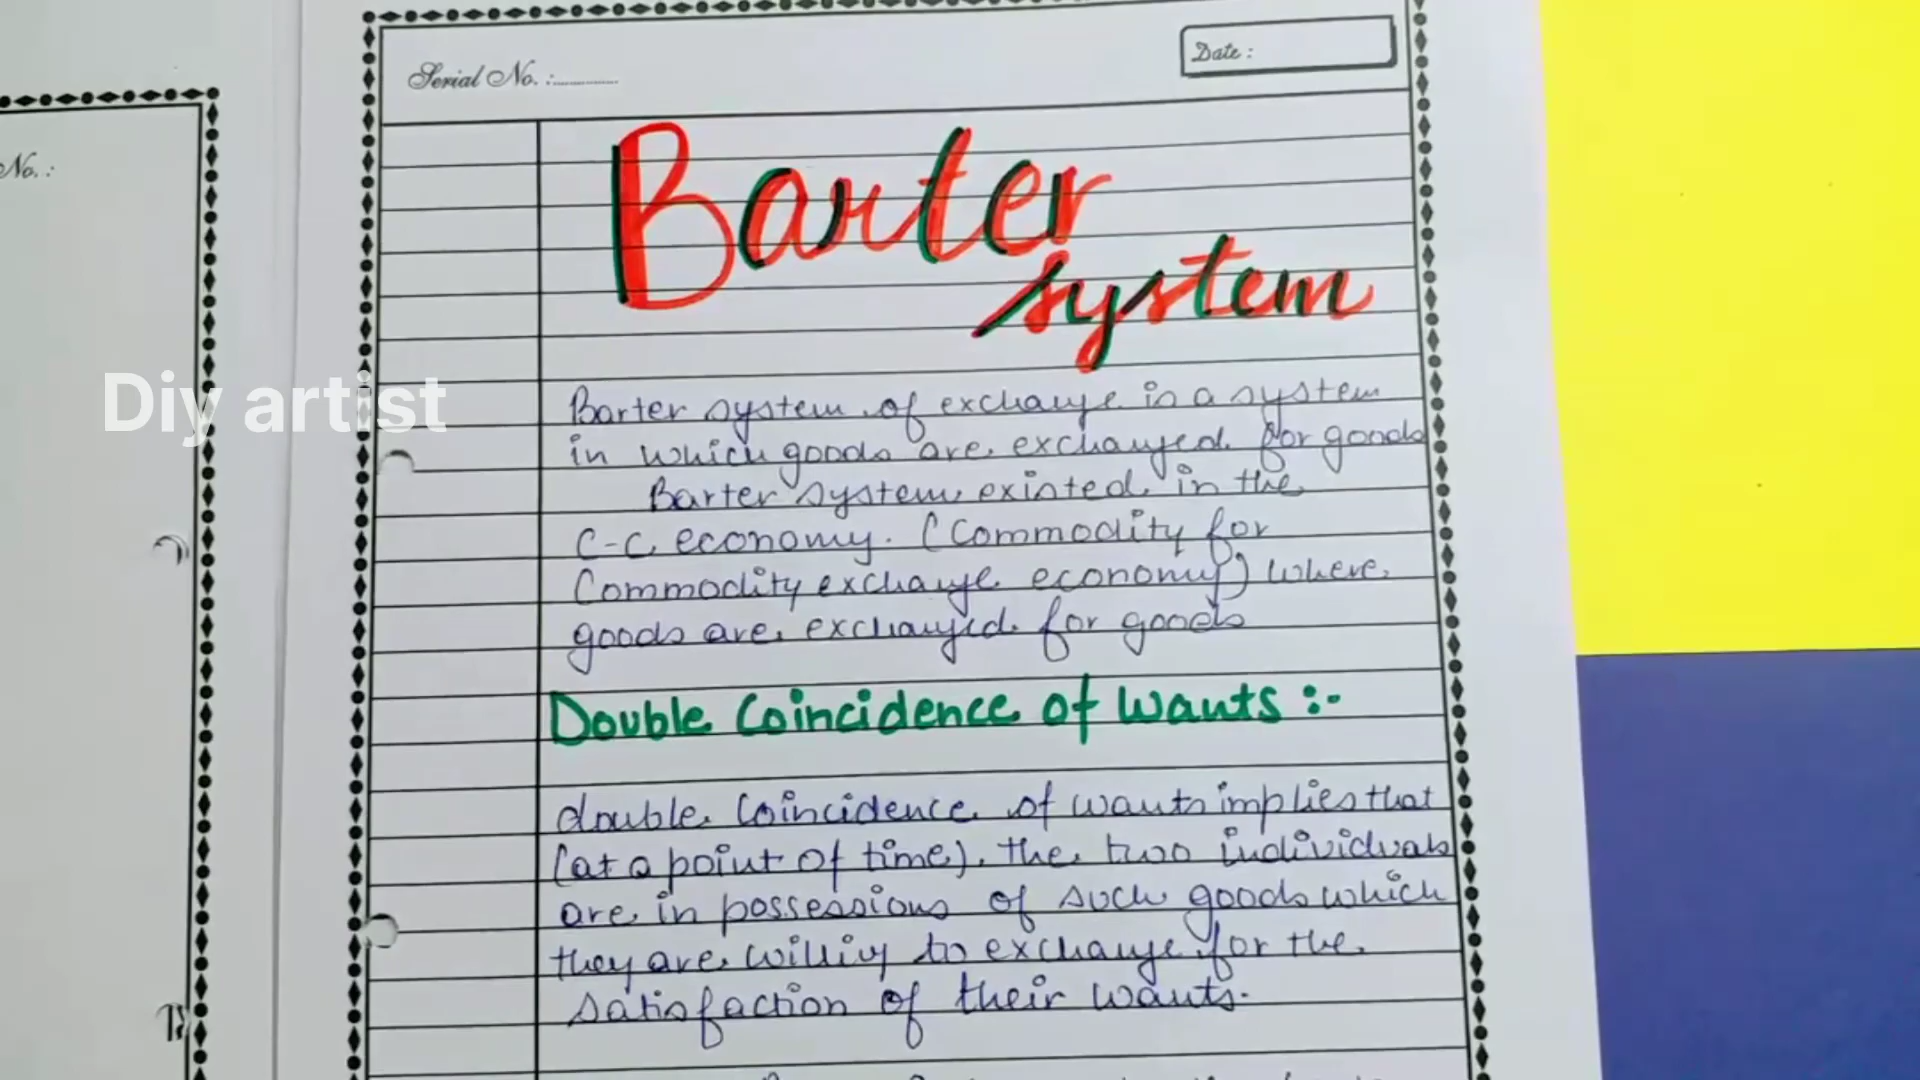 No. :
Serial No. :..............
Date :
Barter
system
Diy artist
Barter system of exchange is a system
in which goods are exchanged for goods
Barter system existed in the
C-C economy. (Commodity for
Commodity exchange economy) where
goods are exchanged for goods
Double Coincidence of Wants :-
double coincidence of wants implies that
(at a point of time), the two individuals
are in possessions of such goods which
they are willing to exchange for the
satisfaction of their wants.